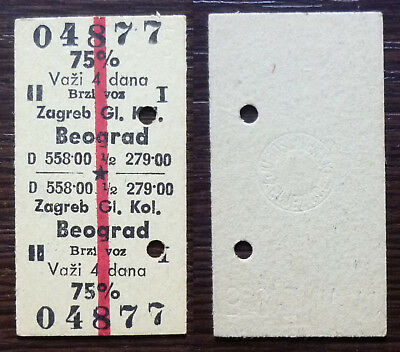 04877
75%
Važi 4 dana
II Brzi voz I
Zagreb Gl. Kol.
Beograd
D 558·00 ½ 279·00
D 558·00 ½ 279·00
Zagreb Gl. Kol.
Beograd
II Brzi voz I
Važi 4 dana
75%
04877